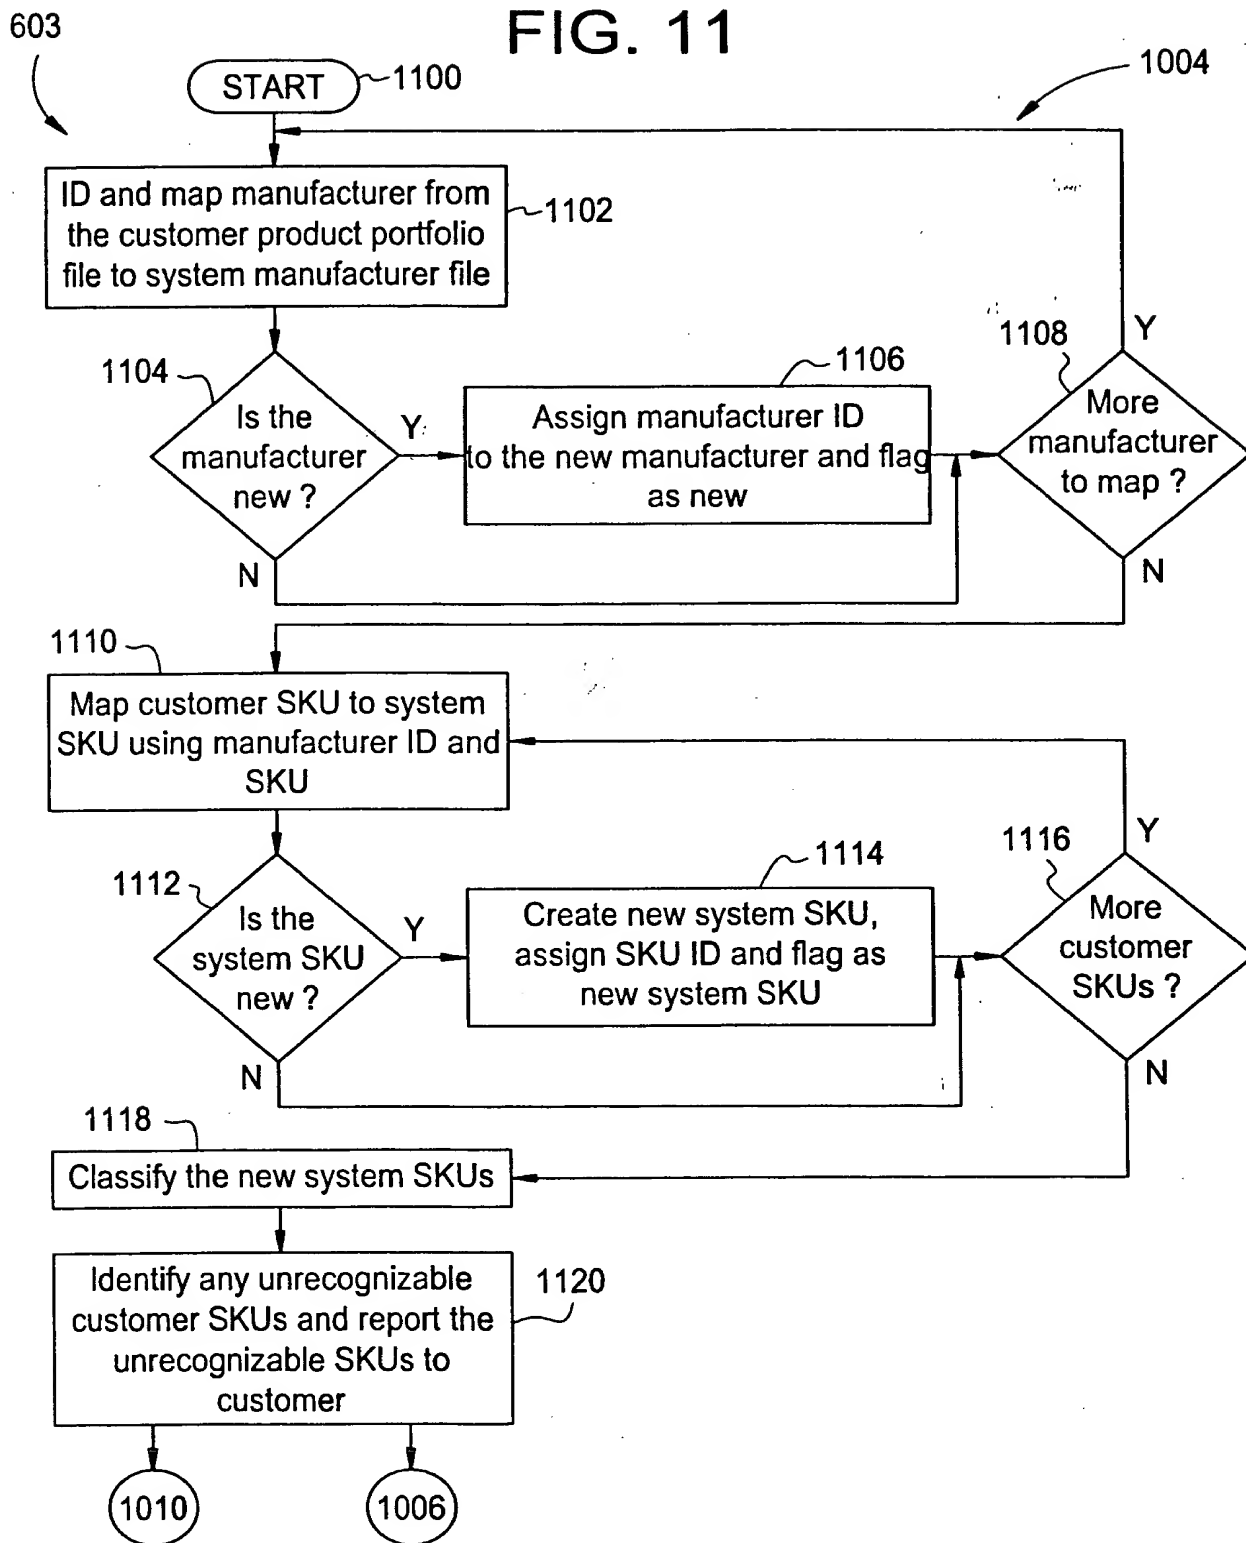 FIG. 11
603
START
1100
1004
ID and map manufacturer from
the customer product portfolio
file to system manufacturer file
1102
1104
Is the
manufacturer
new ?
Y
N
1106
Assign manufacturer ID
to the new manufacturer and flag
as new
1108
More
manufacturer
to map ?
Y
N
1110
Map customer SKU to system
SKU using manufacturer ID and
SKU
1112
Is the
system SKU
new ?
Y
N
1114
Create new system SKU,
assign SKU ID and flag as
new system SKU
1116
More
customer
SKUs ?
Y
N
1118
Classify the new system SKUs
Identify any unrecognizable
customer SKUs and report the
unrecognizable SKUs to
customer
1120
1010
1006